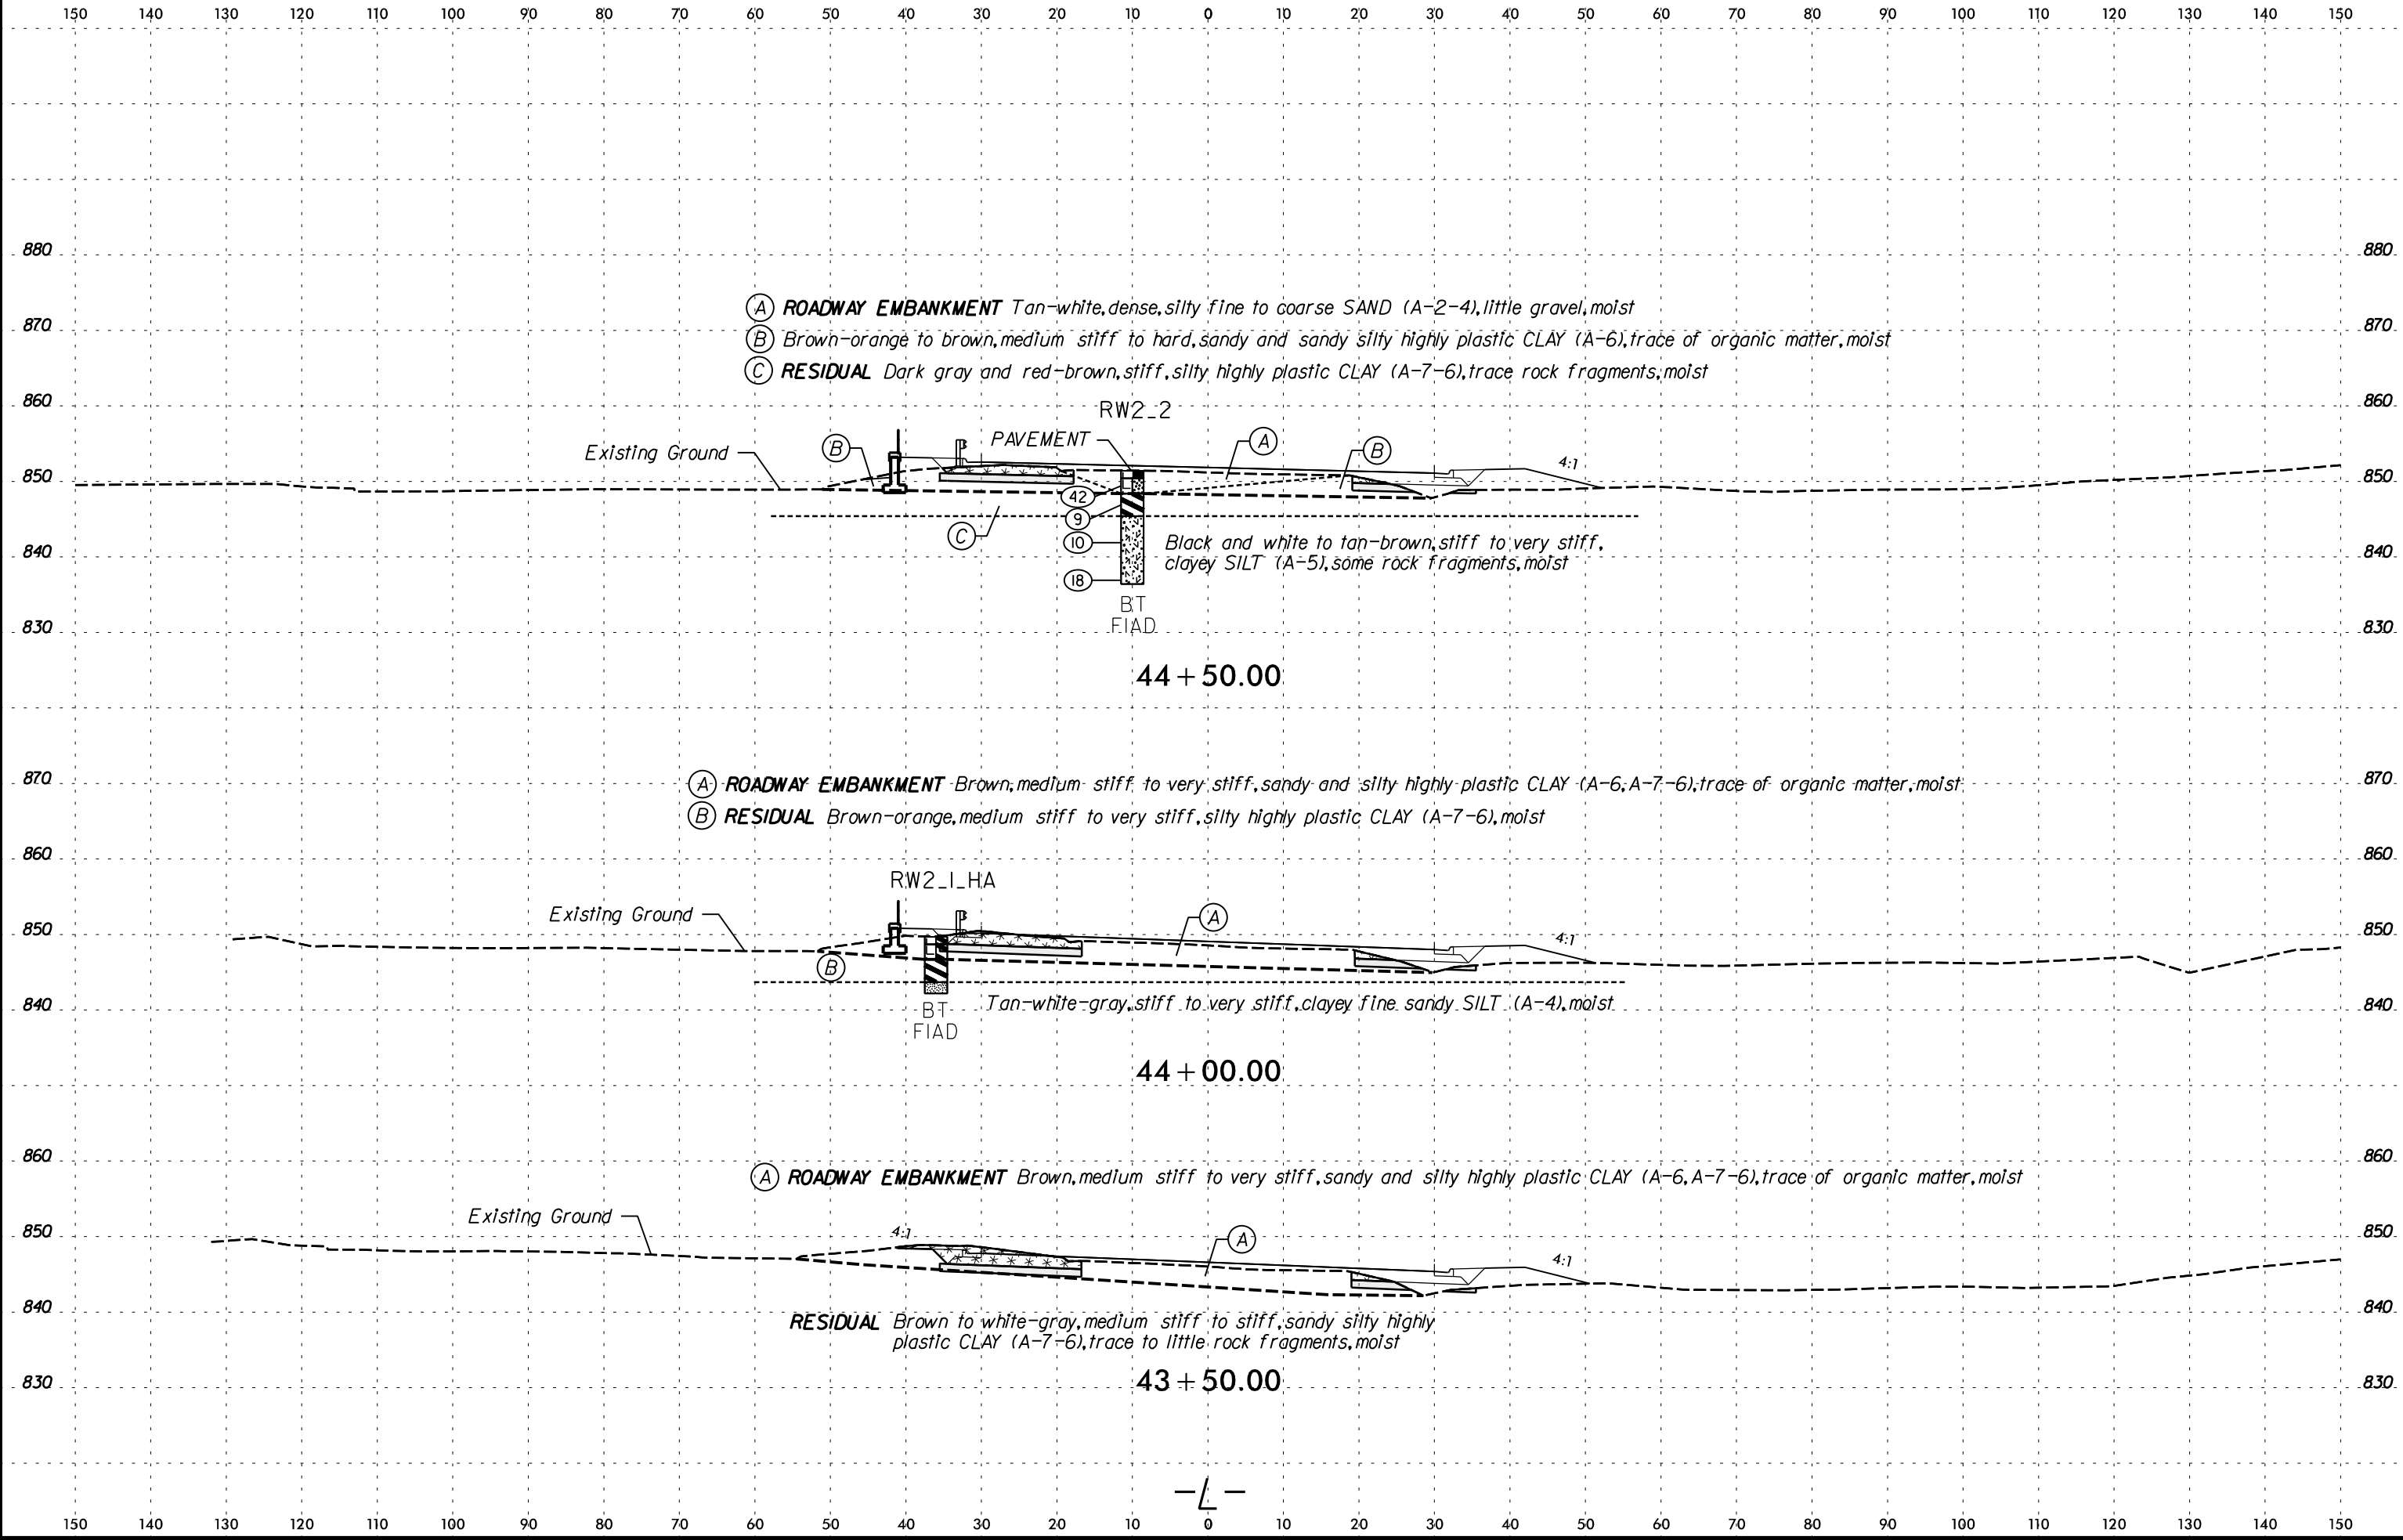 150 140 130 120 110 100 90 80 70 60 50 40 30 20 10 0 10 20 30 40 50 60 70 80 90 100 110 120 130 140 150
880 880
A ROADWAY EMBANKMENT Tan-white, dense, silty fine to coarse SAND (A-2-4), little gravel, moist
870 870
B Brown-orange to brown, medium stiff to hard, sandy and sandy silty highly plastic CLAY (A-6), trace of organic matter, moist
C RESIDUAL Dark gray and red-brown, stiff, silty highly plastic CLAY (A-7-6), trace rock fragments, moist
860 860
RW2_2
Existing Ground B PAVEMENT A B 4:1
850 850
42
9
C 10 Black and white to tan-brown, stiff to very stiff,
840 840
clayey SILT (A-5), some rock fragments, moist
18
BT
FIAD
830 830
44+50.00
870 870
A ROADWAY EMBANKMENT Brown, medium stiff to very stiff, sandy and silty highly plastic CLAY (A-6, A-7-6), trace of organic matter, moist
B RESIDUAL Brown-orange, medium stiff to very stiff, silty highly plastic CLAY (A-7-6), moist
860 860
RW2_1_HA
Existing Ground A
850 4:1 850
B
840 Tan-white-gray, stiff to very stiff, clayey fine sandy SILT (A-4), moist 840
BT
FIAD
44+00.00
860 860
A ROADWAY EMBANKMENT Brown, medium stiff to very stiff, sandy and silty highly plastic CLAY (A-6, A-7-6), trace of organic matter, moist
Existing Ground
850 4:1 A 850
4:1
840 840
RESIDUAL Brown to white-gray, medium stiff to stiff, sandy silty highly
plastic CLAY (A-7-6), trace to little rock fragments, moist
830 43+50.00 830
-L-
150 140 130 120 110 100 90 80 70 60 50 40 30 20 10 0 10 20 30 40 50 60 70 80 90 100 110 120 130 140 150